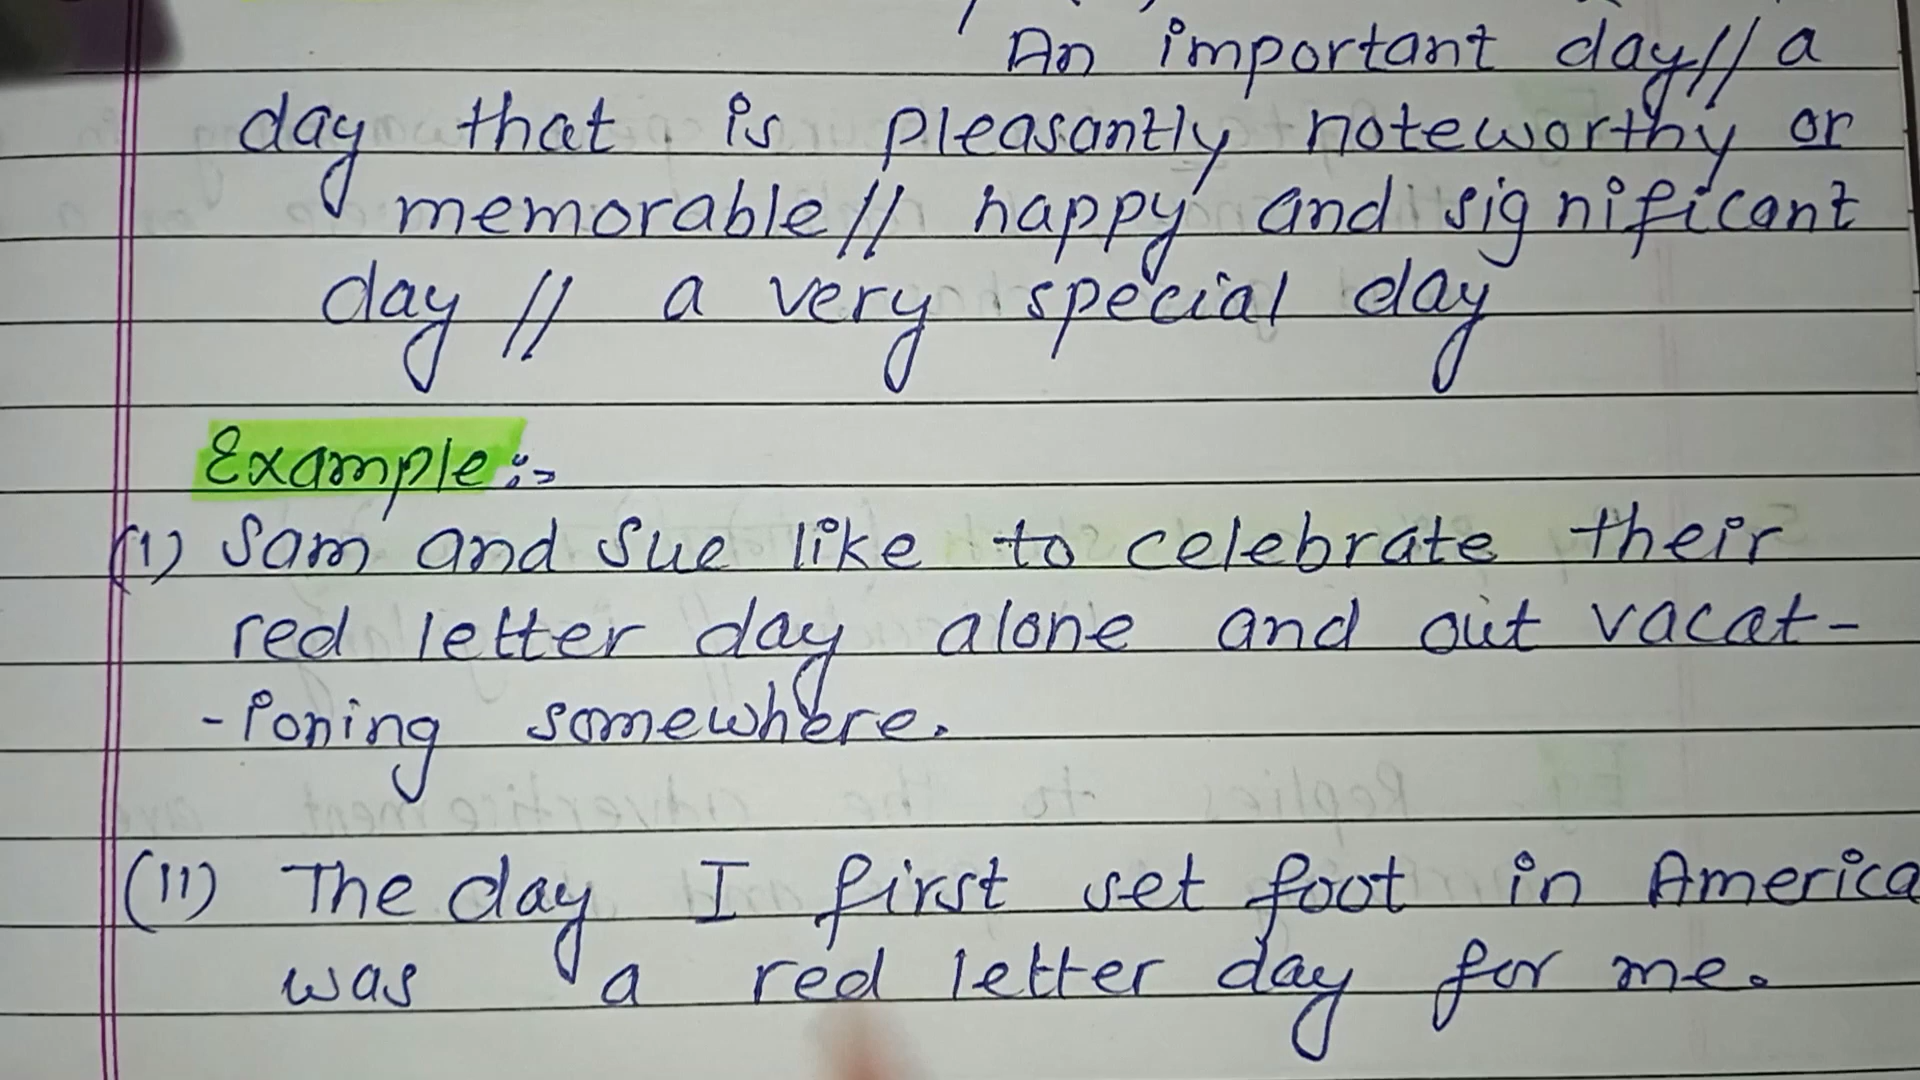 An important day // a
day that is pleasantly noteworthy or
memorable // happy and significant
day // a very special day
Example :-
(I) Sam and Sue like to celebrate their
red letter day alone and out vacat-
-ioning somewhere.
(II) The day I first set foot in America
was a red letter day for me.